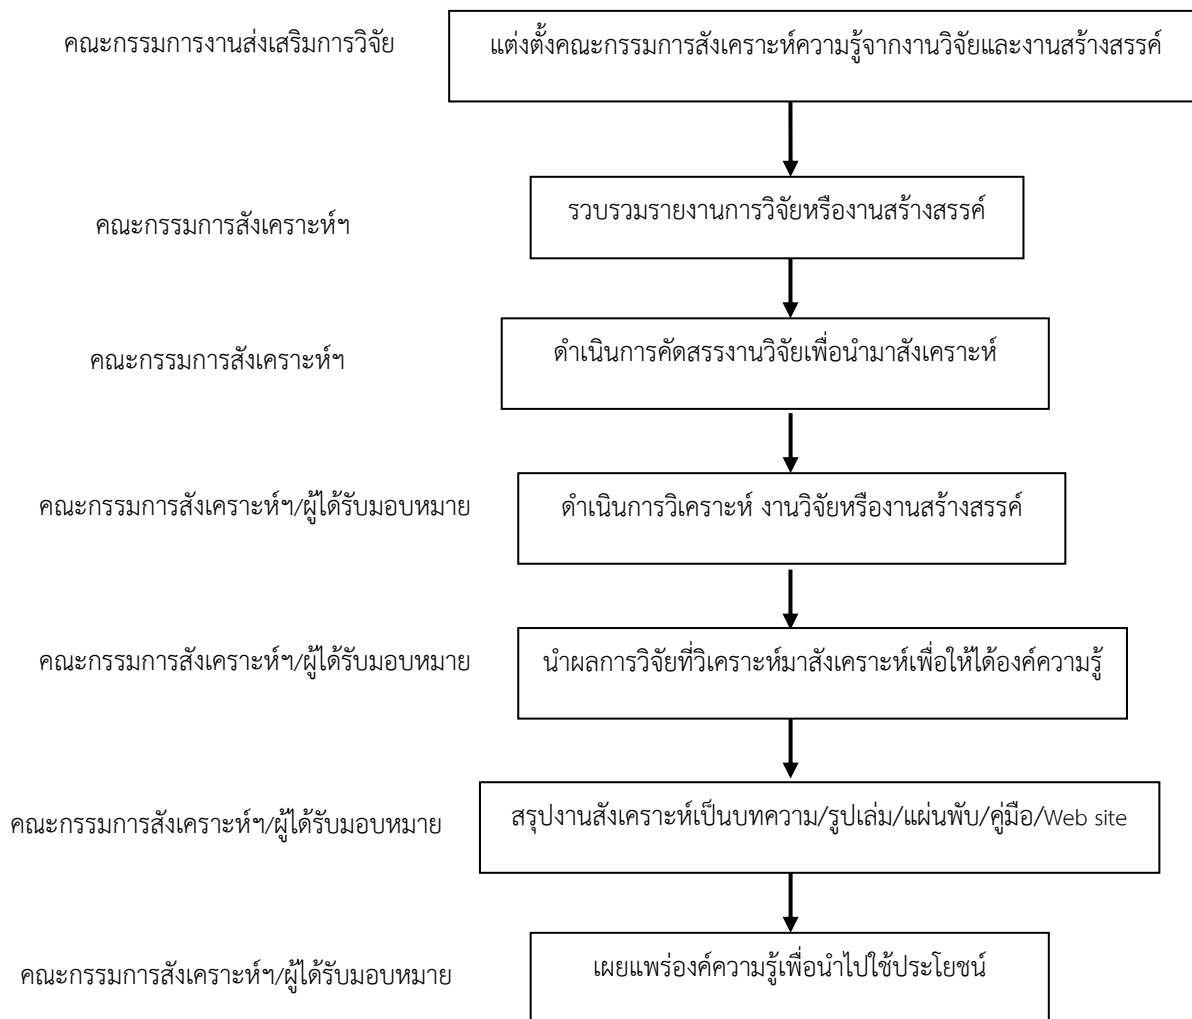 คณะกรรมการงานส่งเสริมการวิจัย
แต่งตั้งคณะกรรมการสังเคราะห์ความรู้จากงานวิจัยและงานสร้างสรรค์
คณะกรรมการสังเคราะห์ฯ
รวบรวมรายงานการวิจัยหรืองานสร้างสรรค์
คณะกรรมการสังเคราะห์ฯ
ดำเนินการคัดสรรงานวิจัยเพื่อนำมาสังเคราะห์
คณะกรรมการสังเคราะห์ฯ/ผู้ได้รับมอบหมาย
ดำเนินการวิเคราะห์ งานวิจัยหรืองานสร้างสรรค์
คณะกรรมการสังเคราะห์ฯ/ผู้ได้รับมอบหมาย
นำผลการวิจัยที่วิเคราะห์มาสังเคราะห์เพื่อให้ได้องค์ความรู้
คณะกรรมการสังเคราะห์ฯ/ผู้ได้รับมอบหมาย
สรุปงานสังเคราะห์เป็นบทความ/รูปเล่ม/แผ่นพับ/คู่มือ/Web site
คณะกรรมการสังเคราะห์ฯ/ผู้ได้รับมอบหมาย
เผยแพร่องค์ความรู้เพื่อนำไปใช้ประโยชน์